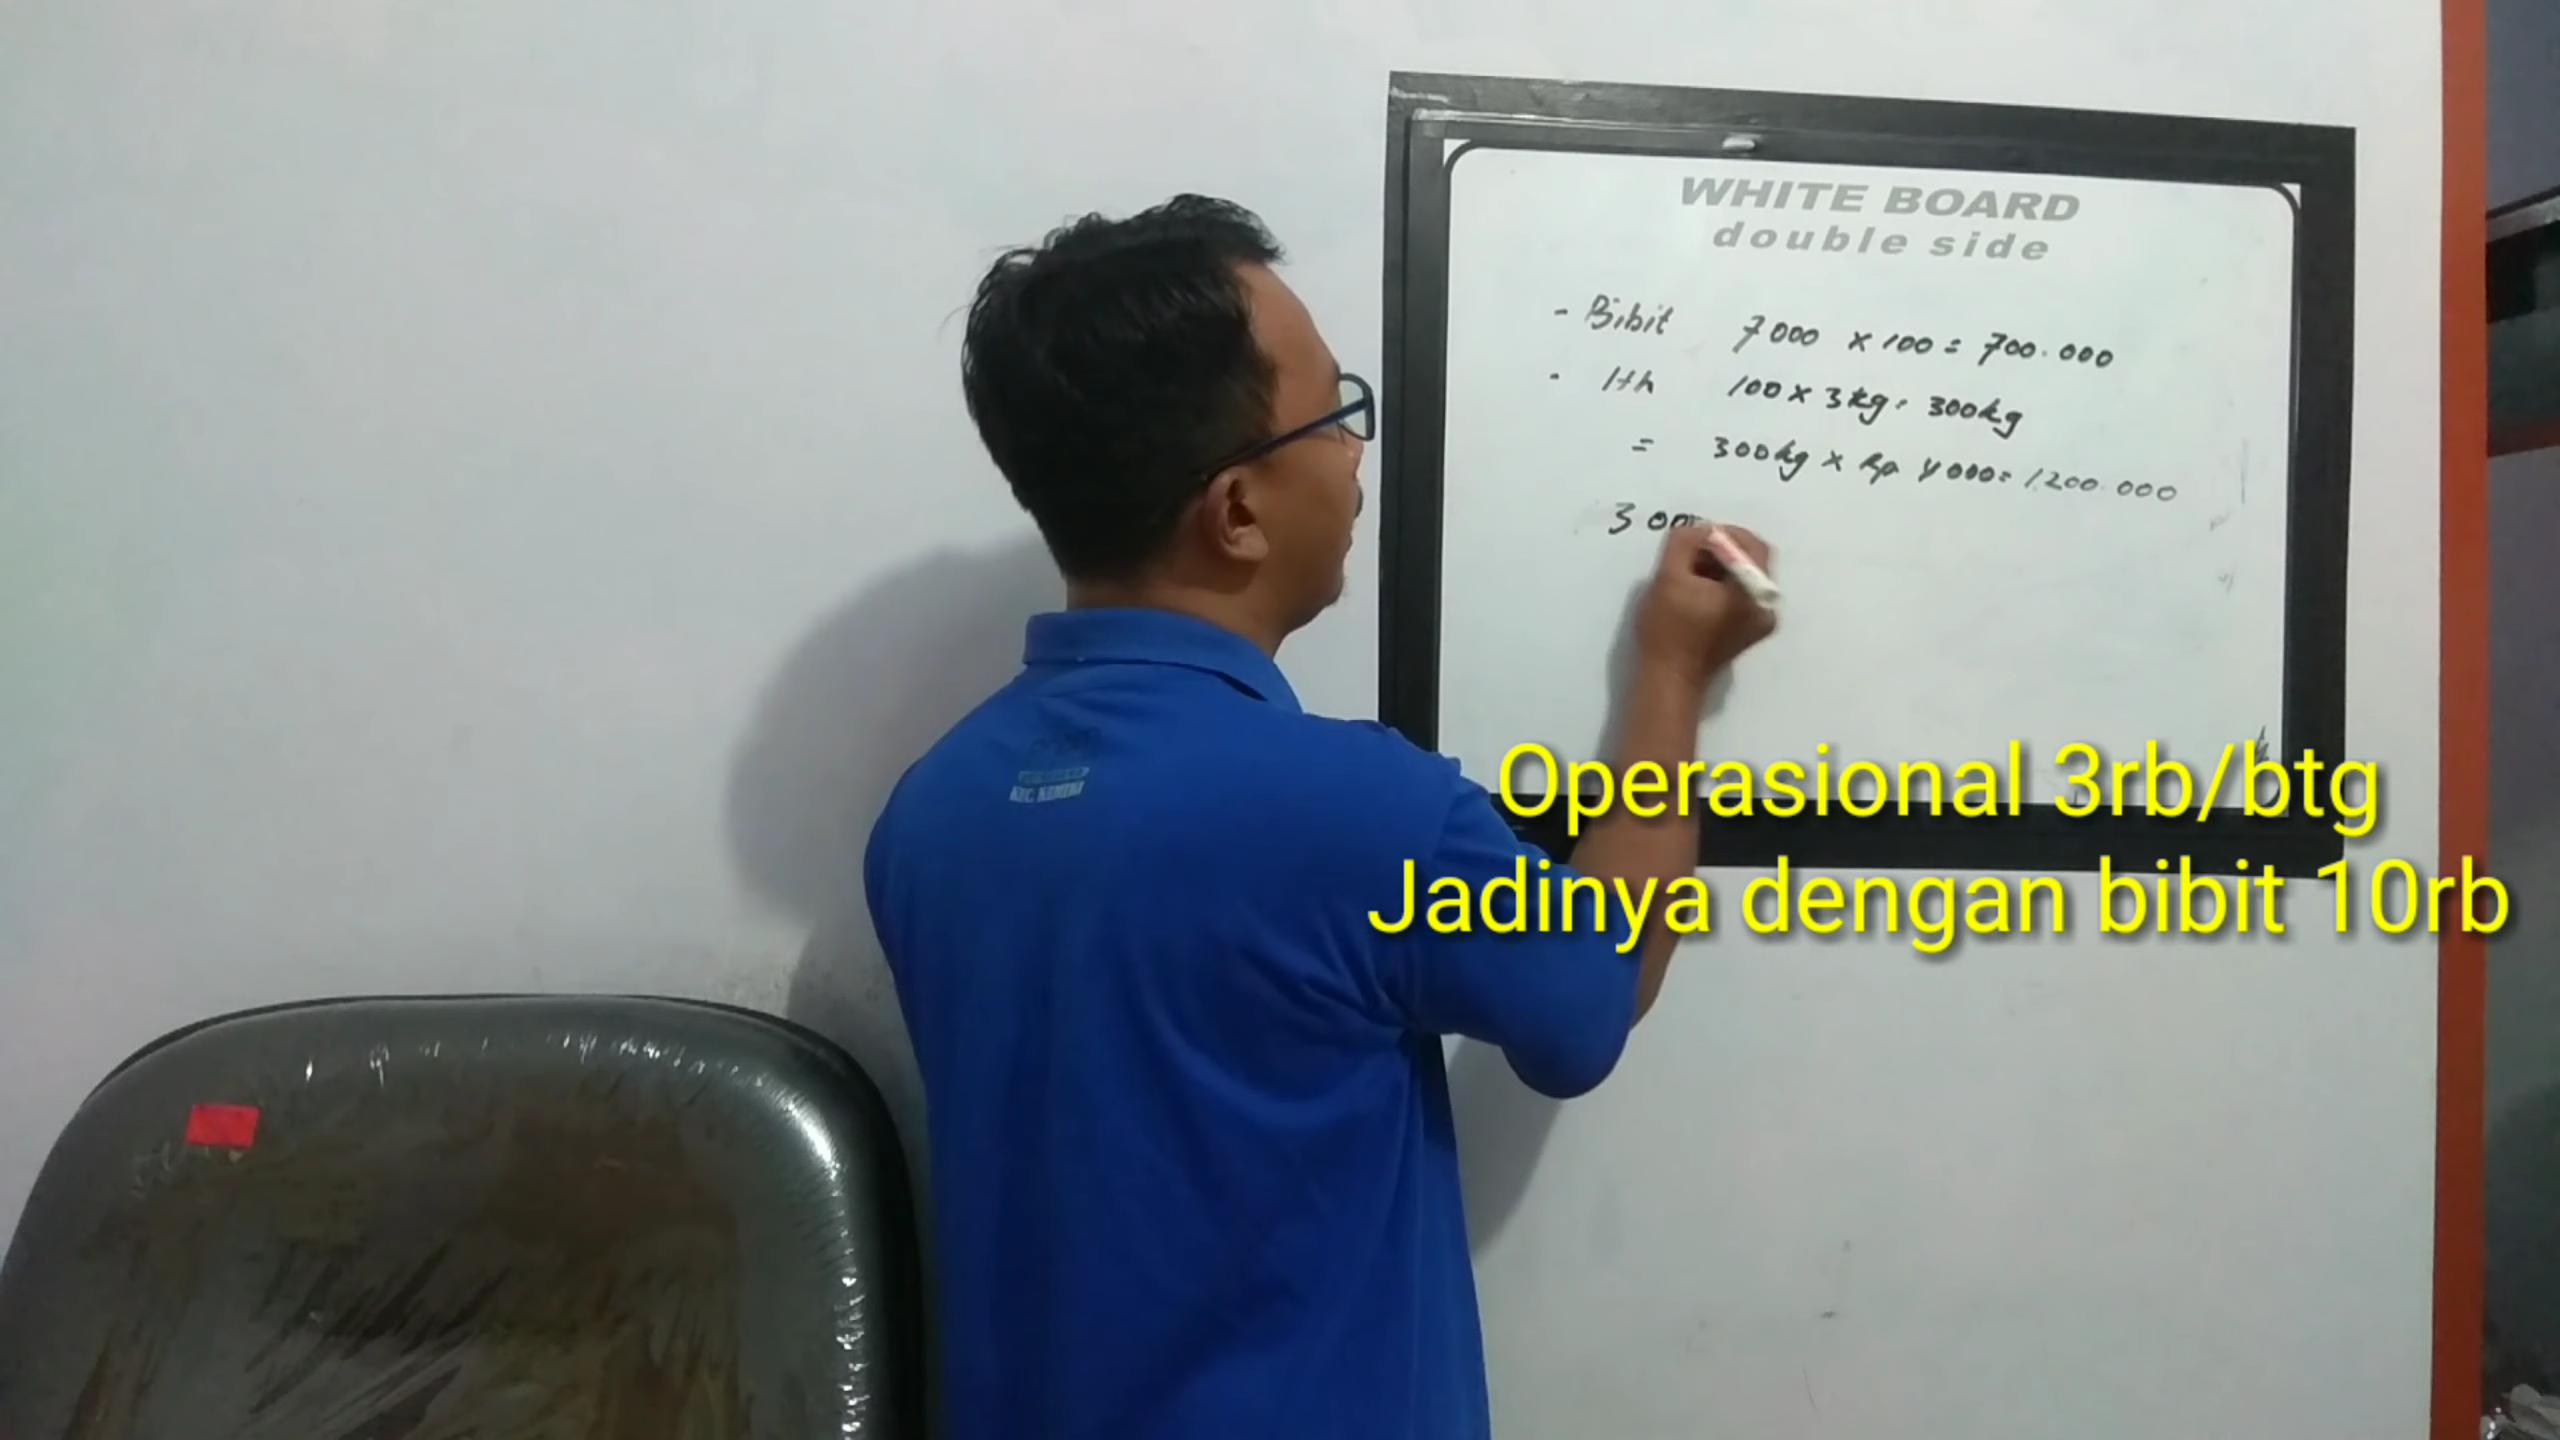 WHITE BOARD
double side
- Bibit 7000 x 100 = 700.000
- 1th 100 x 3kg = 300kg
= 300kg x Rp 4000 = 1.200.000
300
Operasional 3rb/btg
Jadinya dengan bibit 10rb